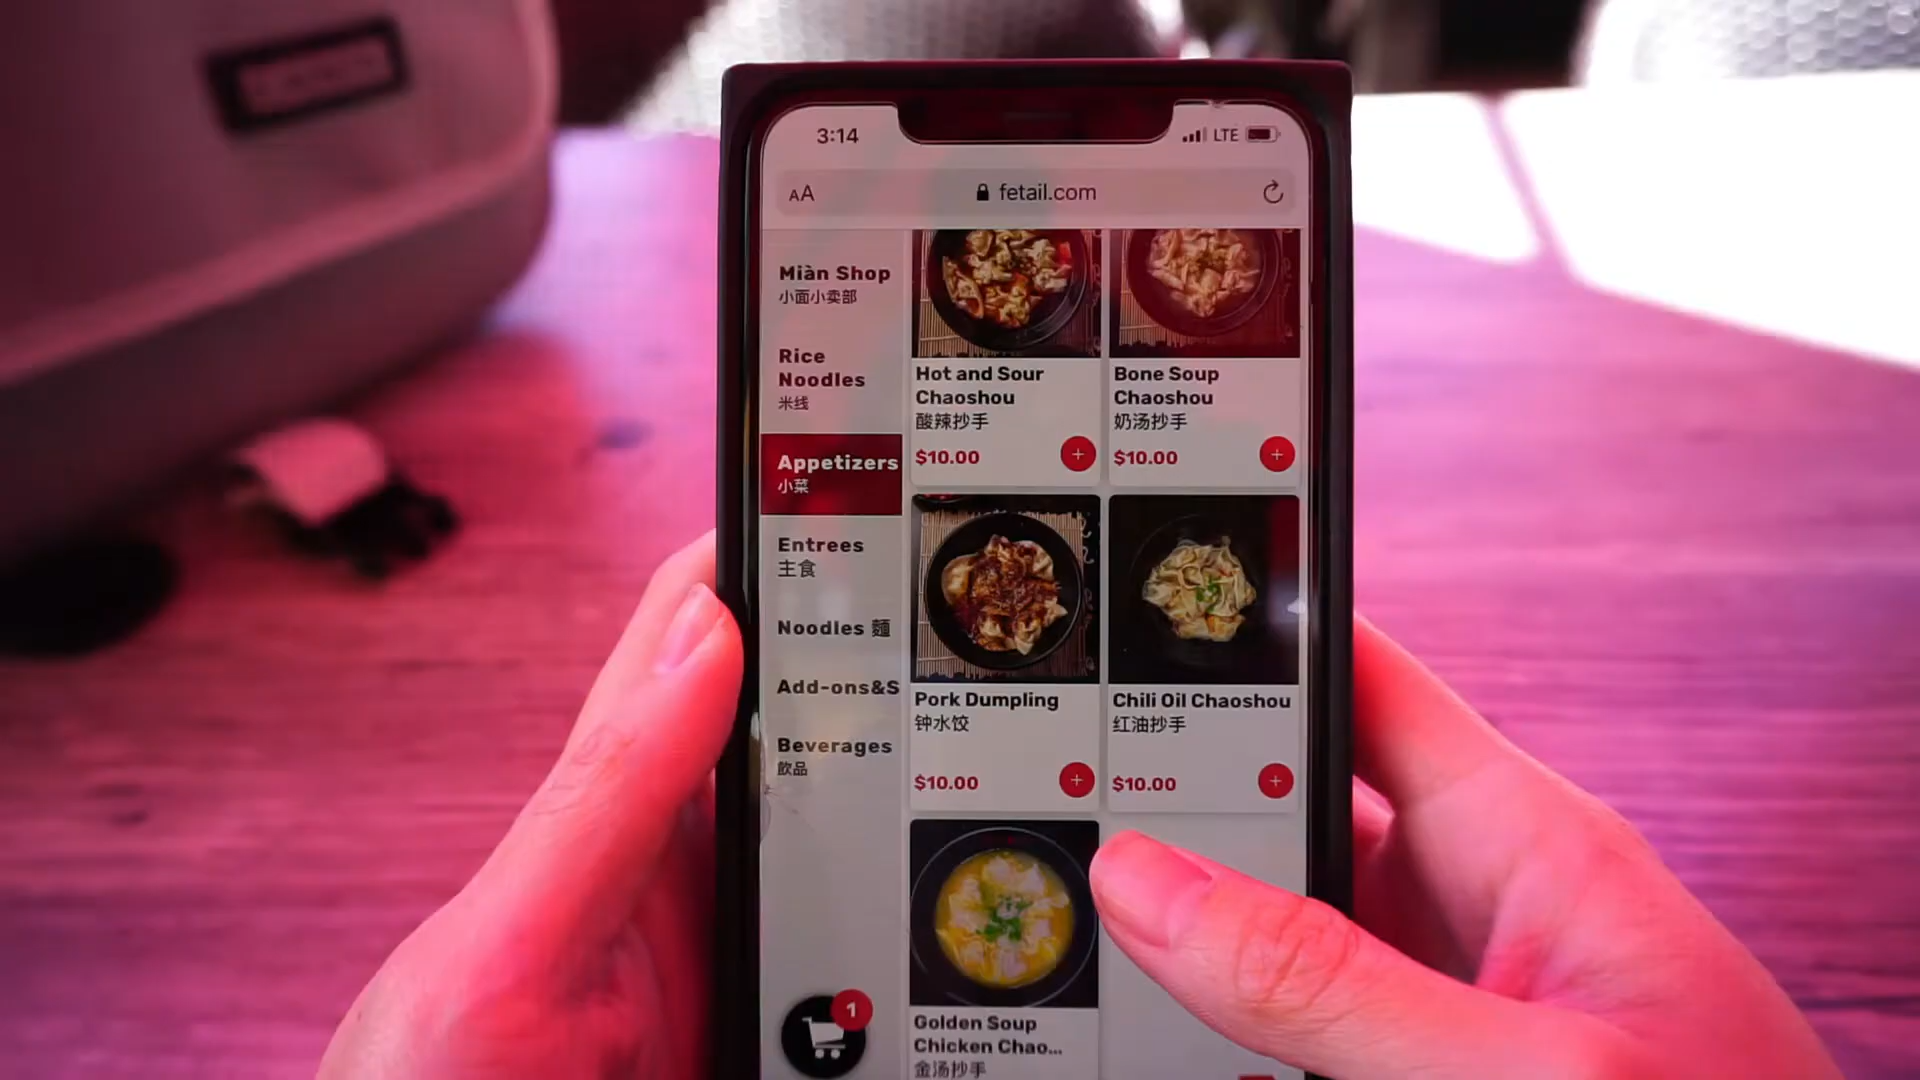 3:14
LTE
AA
fetail.com
Miàn Shop
小面小卖部
Rice
Noodles
米线
Appetizers
小菜
Entrees
主食
Noodles 麵
Add-ons&S
Beverages
飲品
1
Hot and Sour
Chaoshou
酸辣抄手
$10.00
+
Bone Soup
Chaoshou
奶汤抄手
$10.00
+
Pork Dumpling
钟水饺
$10.00
+
Chili Oil Chaoshou
红油抄手
$10.00
+
Golden Soup
Chicken Chao...
金汤抄手